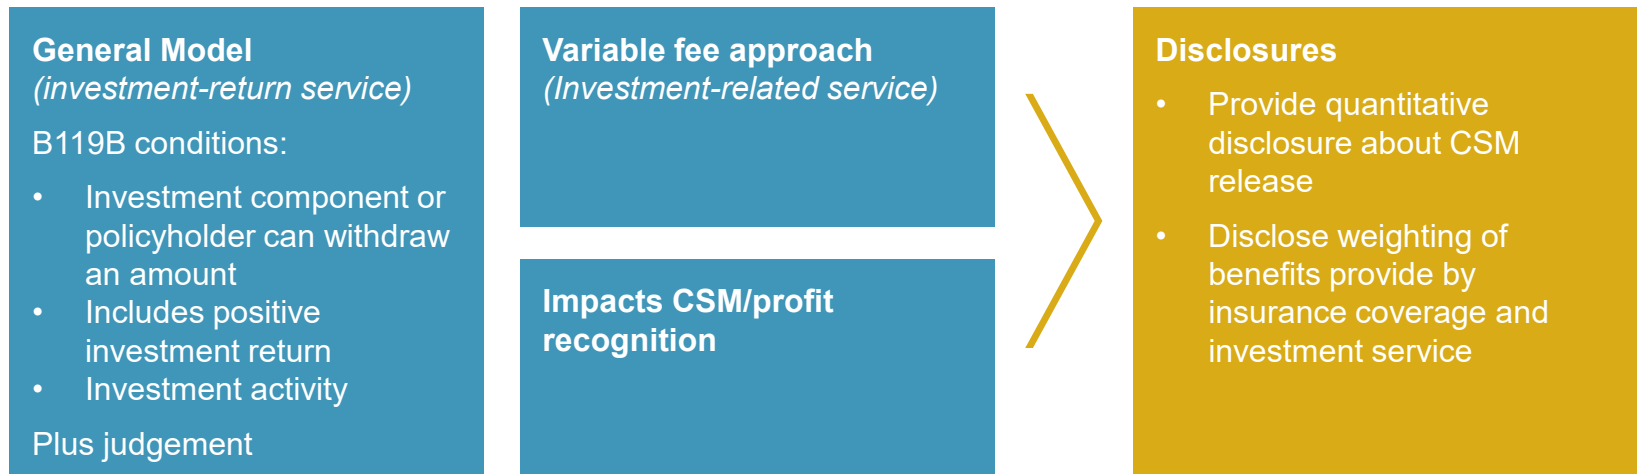 General Model
(investment-return service)
B119B conditions:
• Investment component or
policyholder can withdraw
an amount
• Includes positive
investment return
• Investment activity
Plus judgement
Variable fee approach
(Investment-related service)
Impacts CSM/profit
recognition
Disclosures
• Provide quantitative
disclosure about CSM
release
• Disclose weighting of
benefits provide by
insurance coverage and
investment service